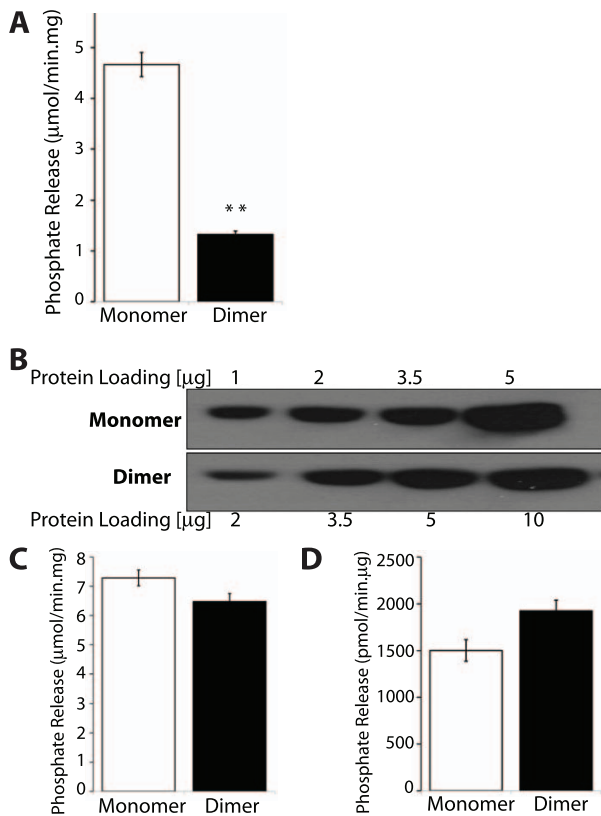 A
Phosphate Release (µmol/min.mg)
5
4
3
2
1
0
**
Monomer Dimer
B
Protein Loading [µg] 1 2 3.5 5
Monomer
Dimer
Protein Loading [µg] 2 3.5 5 10
C
Phosphate Release (µmol/min.mg)
8
7
6
5
4
3
2
1
0
Monomer Dimer
D
Phosphate Release (pmol/min.µg)
2500
2000
1500
1000
500
0
Monomer Dimer